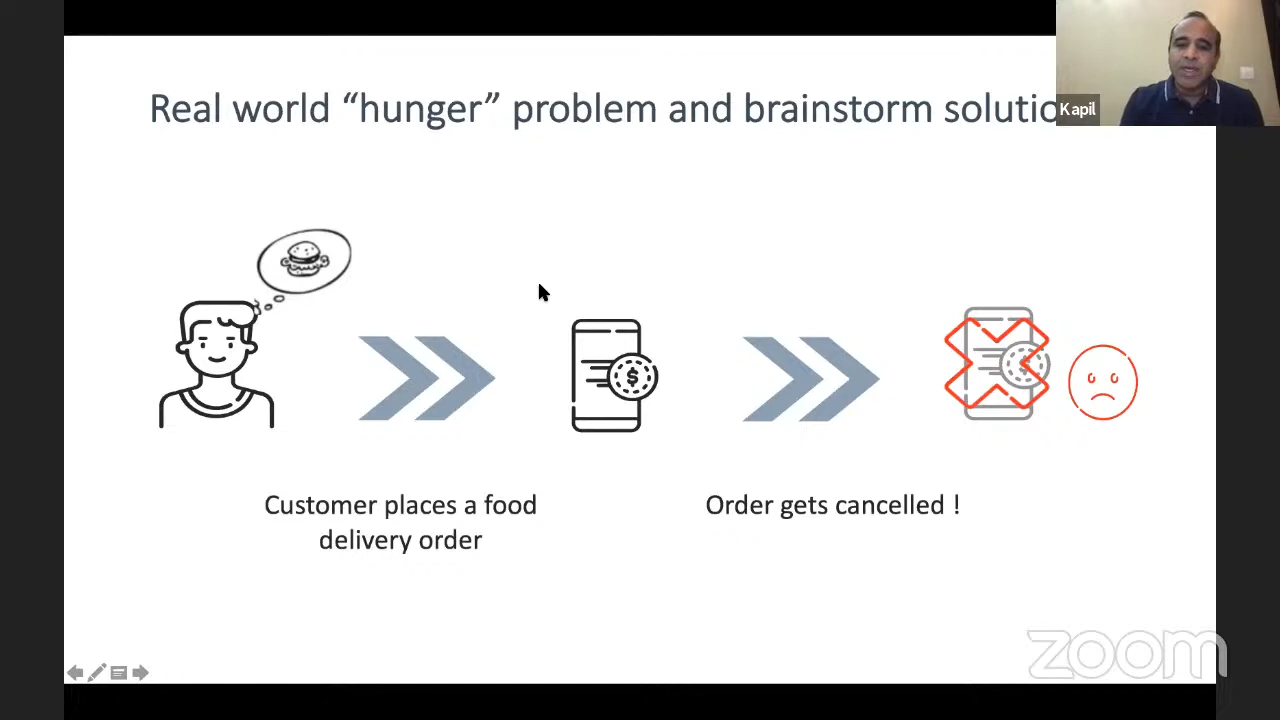 Real world “hunger” problem and brainstorm solutio
Kapil
$
Customer places a food
delivery order
Order gets cancelled !
zoom